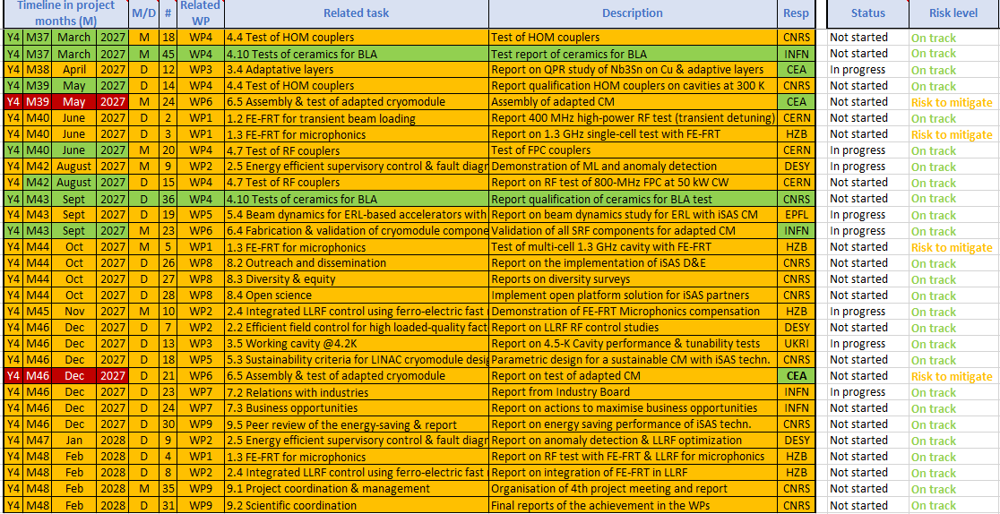 Timeline in project months (M) M/D # Related WP Related task Description Resp Status Risk level
Y4 M37 March 2027 M 18 WP4 4.4 Test of HOM couplers Test of HOM couplers CNRS Not started On track
Y4 M37 March 2027 M 45 WP4 4.10 Tests of ceramics for BLA Test report of ceramics for BLA INFN Not started On track
Y4 M38 April 2027 D 12 WP3 3.4 Adaptative layers Report on QPR study of Nb3Sn on Cu & adaptive layers CEA In progress On track
Y4 M39 May 2027 D 14 WP4 4.4 Test of HOM couplers Report qualification HOM couplers on cavities at 300 K CNRS Not started On track
Y4 M39 May 2027 M 24 WP6 6.5 Assembly & test of adapted cryomodule Assembly of adapted CM CEA Not started Risk to mitigate
Y4 M40 June 2027 D 2 WP1 1.2 FE-FRT for transient beam loading Report 400 MHz high-power RF test (transient detuning) CERN Not started On track
Y4 M40 June 2027 D 3 WP1 1.3 FE-FRT for microphonics Report on 1.3 GHz single-cell test with FE-FRT HZB Not started Risk to mitigate
Y4 M40 June 2027 M 20 WP4 4.7 Test of RF couplers Test of FPC couplers CERN In progress On track
Y4 M42 August 2027 M 9 WP2 2.5 Energy efficient supervisory control & fault diagn Demonstration of ML and anomaly detection DESY In progress On track
Y4 M42 August 2027 D 15 WP4 4.7 Test of RF couplers Report on RF test of 800-MHz FPC at 50 kW CW CERN Not started On track
Y4 M43 Sept 2027 D 36 WP4 4.10 Tests of ceramics for BLA Report qualification of ceramics for BLA test CNRS Not started On track
Y4 M43 Sept 2027 D 19 WP5 5.4 Beam dynamics for ERL-based accelerators with Report on beam dynamics study for ERL with iSAS CM EPFL In progress On track
Y4 M43 Sept 2027 M 23 WP6 6.4 Fabrication & validation of cryomodule compone Validation of all SRF components for adapted CM INFN In progress On track
Y4 M44 Oct 2027 M 5 WP1 1.3 FE-FRT for microphonics Test of multi-cell 1.3 GHz cavity with FE-FRT HZB Not started Risk to mitigate
Y4 M44 Oct 2027 D 26 WP8 8.2 Outreach and dissemination Report on the implementation of iSAS D&E CNRS Not started On track
Y4 M44 Oct 2027 D 27 WP8 8.3 Diversity & equity Reports on diversity surveys CNRS Not started On track
Y4 M44 Oct 2027 D 28 WP8 8.4 Open science Implement open platform solution for iSAS partners CNRS Not started On track
Y4 M45 Nov 2027 M 10 WP2 2.4 Integrated LLRF control using ferro-electric fast Demonstration of FE-FRT Microphonics compensation HZB In progress On track
Y4 M46 Dec 2027 D 7 WP2 2.2 Efficient field control for high loaded-quality fact Report on LLRF RF control studies DESY Not started On track
Y4 M46 Dec 2027 D 13 WP3 3.5 Working cavity @4.2K Report on 4.5-K Cavity performance & tunability tests UKRI In progress On track
Y4 M46 Dec 2027 D 18 WP5 5.3 Sustainability criteria for LINAC cryomodule desig Parametric design for a sustainable CM with iSAS techn. CNRS Not started On track
Y4 M46 Dec 2027 D 21 WP6 6.5 Assembly & test of adapted cryomodule Report on test of adapted CM CEA Not started Risk to mitigate
Y4 M46 Dec 2027 D 23 WP7 7.2 Relations with industries Report from Industry Board INFN In progress On track
Y4 M46 Dec 2027 D 24 WP7 7.3 Business opportunities Report on actions to maximise business opportunities INFN Not started On track
Y4 M46 Dec 2027 D 30 WP9 9.5 Peer review of the energy-saving & report Report on energy saving performance of iSAS techn. CNRS Not started On track
Y4 M47 Jan 2028 D 9 WP2 2.5 Energy efficient supervisory control & fault diagn Report on anomaly detection & LLRF optimization DESY Not started On track
Y4 M48 Feb 2028 D 4 WP1 1.3 FE-FRT for microphonics Report on RF test with FE-FRT & LLRF for microphonics HZB Not started On track
Y4 M48 Feb 2028 D 8 WP2 2.4 Integrated LLRF control using ferro-electric fast Report on integration of FE-FRT in LLRF HZB Not started On track
Y4 M48 Feb 2028 M 35 WP9 9.1 Project coordination & management Organisation of 4th project meeting and report CNRS Not started On track
Y4 M48 Feb 2028 D 31 WP9 9.2 Scientific coordination Final reports of the achievement in the WPs CNRS Not started On track